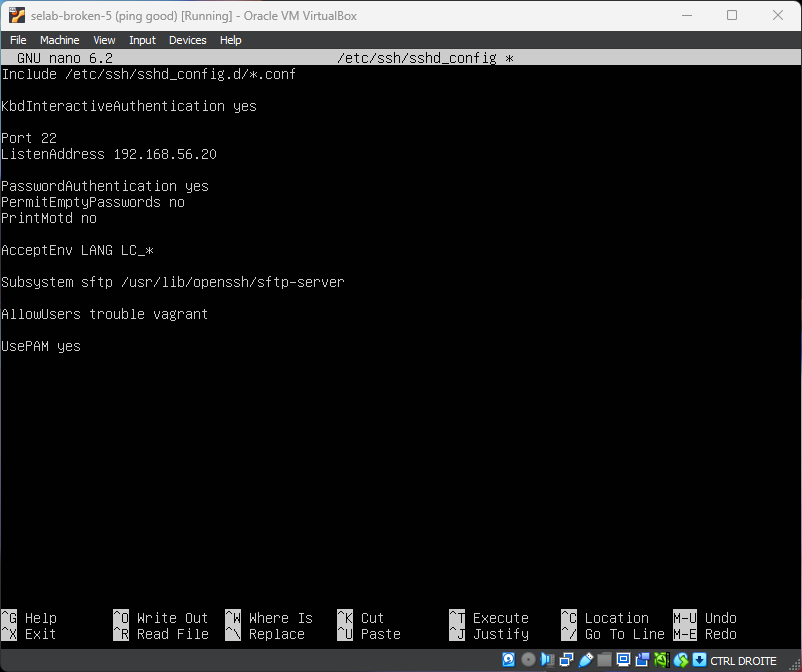 selab-broken-5 (ping good) [Running] - Oracle VM VirtualBox
File Machine View Input Devices Help
GNU nano 6.2 /etc/ssh/sshd_config *
Include /etc/ssh/sshd_config.d/*.conf
KbdInteractiveAuthentication yes
Port 22
ListenAddress 192.168.56.20
PasswordAuthentication yes
PermitEmptyPasswords no
PrintMotd no
AcceptEnv LANG LC_*
Subsystem sftp /usr/lib/openssh/sftp-server
AllowUsers trouble vagrant
UsePAM yes
^G Help ^O Write Out ^W Where Is ^K Cut ^T Execute ^C Location M-U Undo
^X Exit ^R Read File ^\ Replace ^U Paste ^J Justify ^/ Go To Line M-E Redo
CTRL DROITE